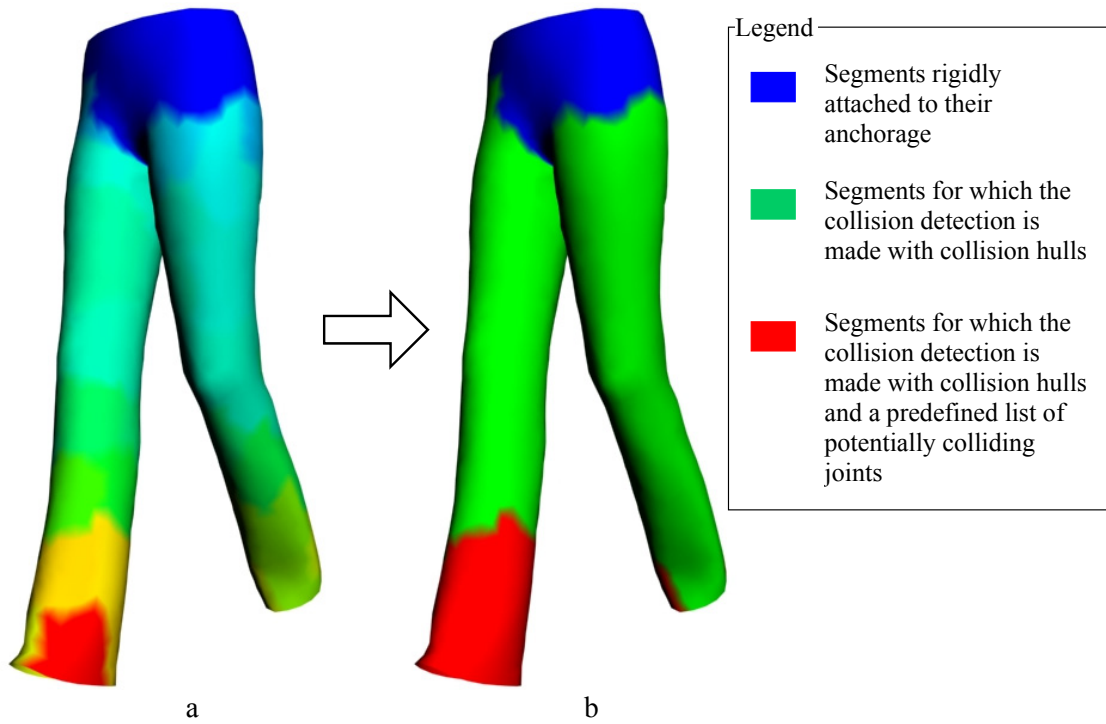 Legend
Segments rigidly
attached to their
anchorage
Segments for which the
collision detection is
made with collision hulls
Segments for which the
collision detection is
made with collision hulls
and a predefined list of
potentially colliding
joints
a
b